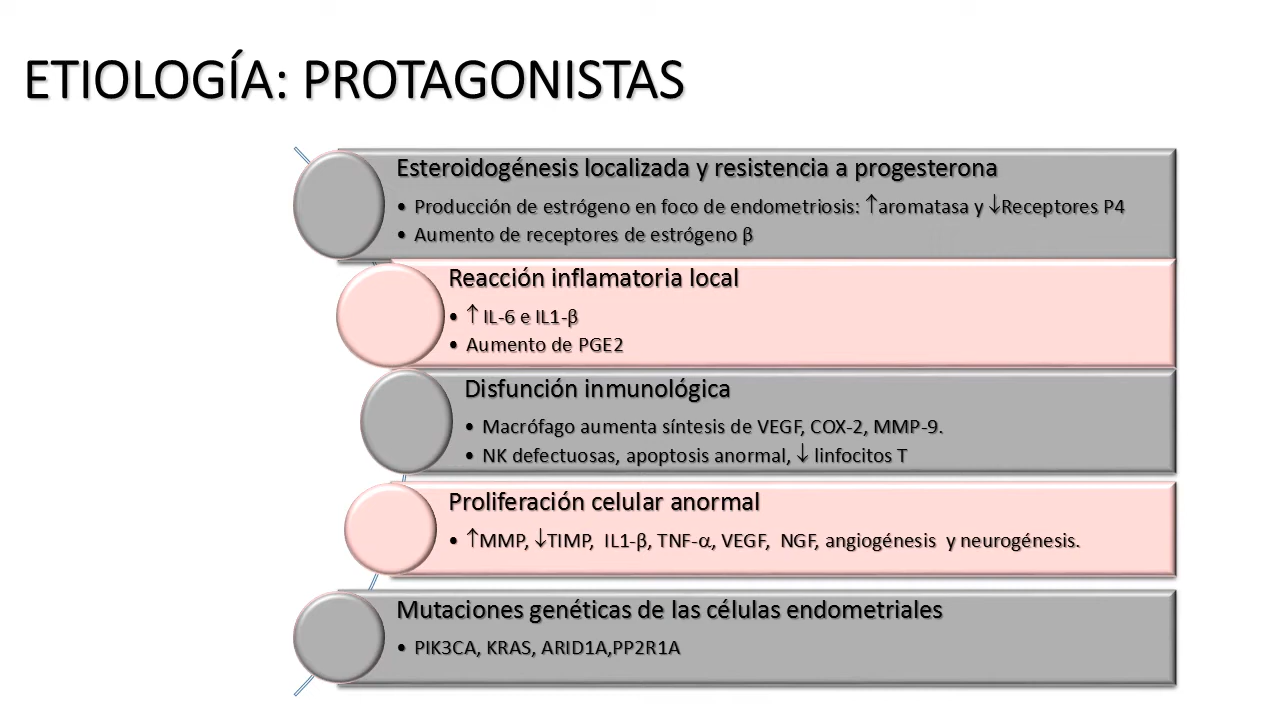 ETIOLOGÍA: PROTAGONISTAS
Esteroidogénesis localizada y resistencia a progesterona
• Producción de estrógeno en foco de endometriosis: ↑aromatasa y ↓Receptores P4
• Aumento de receptores de estrógeno β
Reacción inflamatoria local
• ↑ IL-6 e IL1-β
• Aumento de PGE2
Disfunción inmunológica
• Macrófago aumenta síntesis de VEGF, COX-2, MMP-9.
• NK defectuosas, apoptosis anormal, ↓ linfocitos T
Proliferación celular anormal
• ↑MMP, ↓TIMP, IL1-β, TNF-α, VEGF, NGF, angiogénesis y neurogénesis.
Mutaciones genéticas de las células endometriales
• PIK3CA, KRAS, ARID1A,PP2R1A